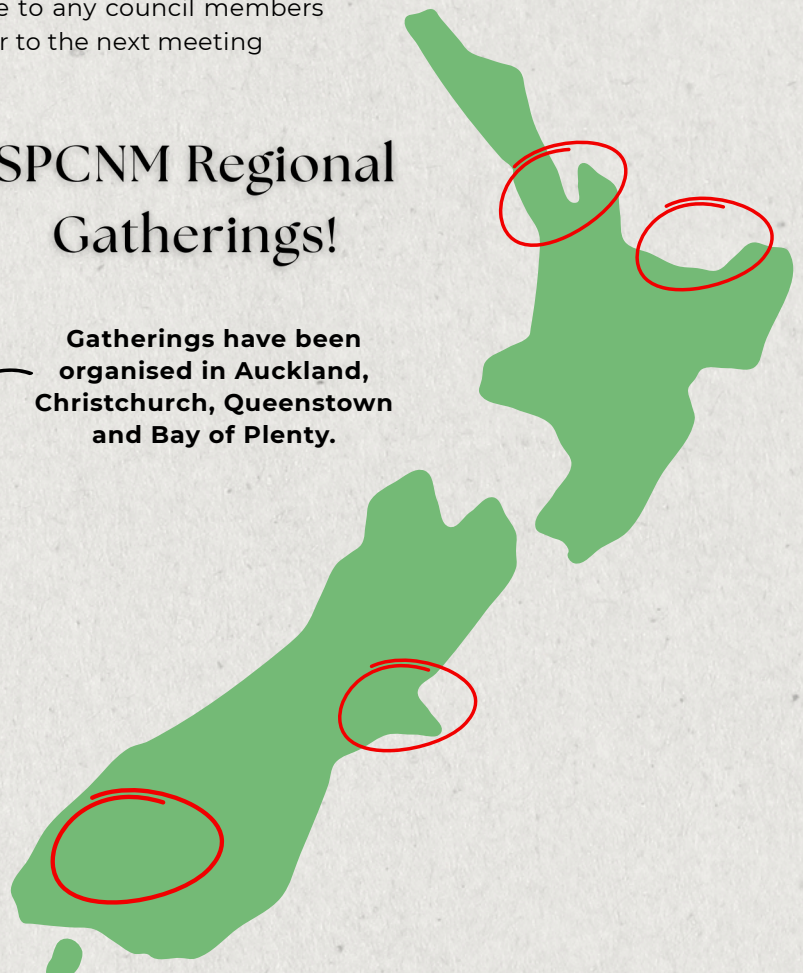 e to any council members
r to the next meeting
SPCNM Regional
Gatherings!
Gatherings have been
organised in Auckland,
Christchurch, Queenstown
and Bay of Plenty.